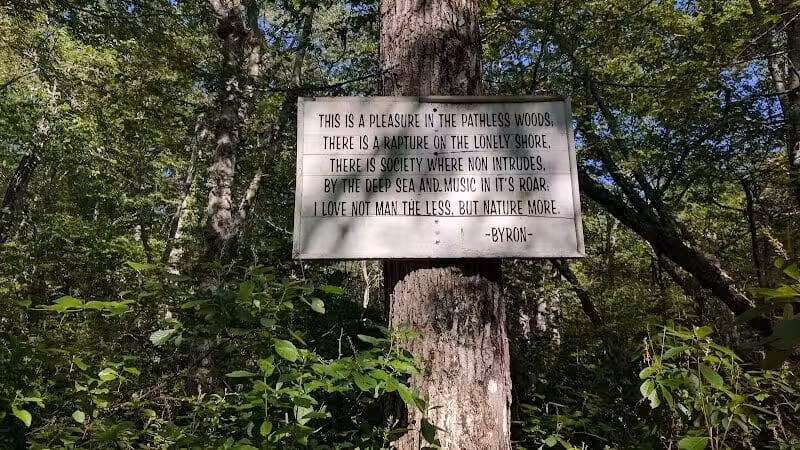 THIS IS A PLEASURE IN THE PATHLESS WOODS,
THERE IS A RAPTURE ON THE LONELY SHORE,
THERE IS SOCIETY WHERE NON INTRUDES,
BY THE DEEP SEA AND MUSIC IN IT'S ROAR:
I LOVE NOT MAN THE LESS, BUT NATURE MORE.
-BYRON-